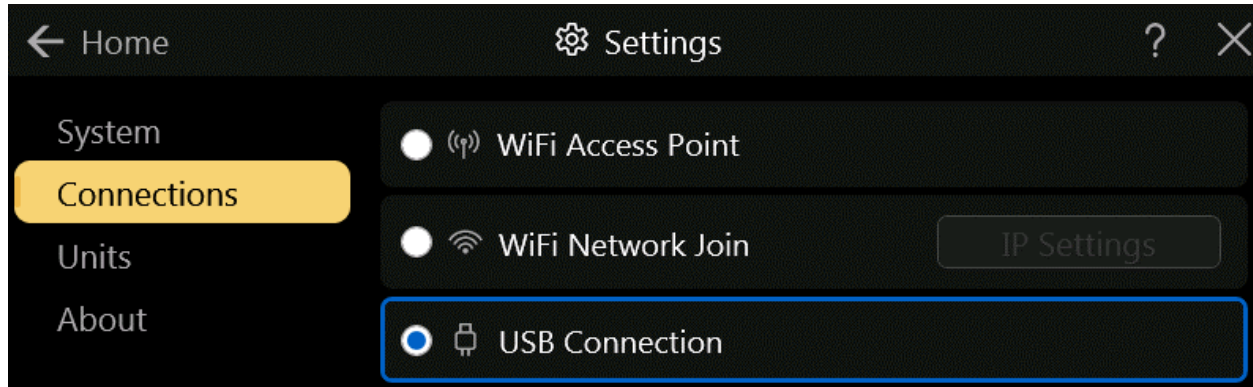 Home
Settings
?
System
Connections
Units
About
WiFi Access Point
WiFi Network Join
IP Settings
USB Connection